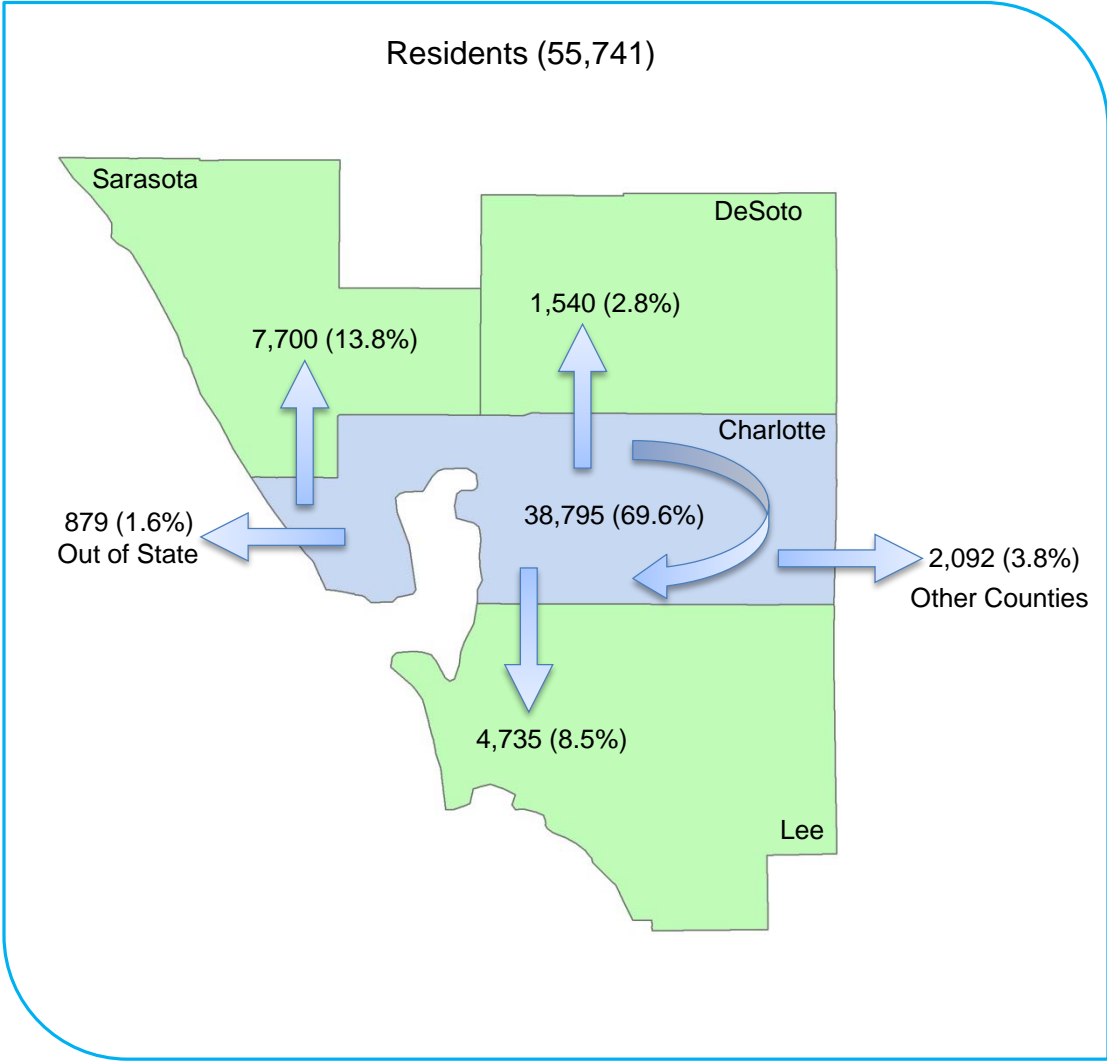 Residents (55,741)
Sarasota
DeSoto
1,540 (2.8%)
7,700 (13.8%)
Charlotte
879 (1.6%)
Out of State
38,795 (69.6%)
2,092 (3.8%)
Other Counties
4,735 (8.5%)
Lee